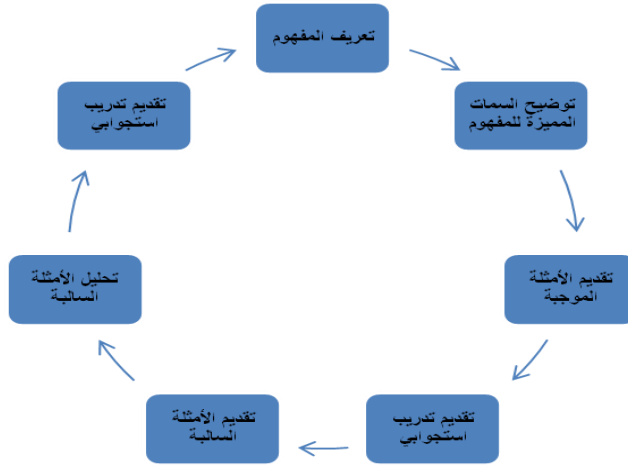 تعريف المفهوم
توضيح السمات
المميزة للمفهوم
تقديم الأمثلة
الموجبة
تقديم تدريب
استجوابي
تقديم الأمثلة
السالبة
تحليل الأمثلة
السالبة
تقديم تدريب
استجوابي